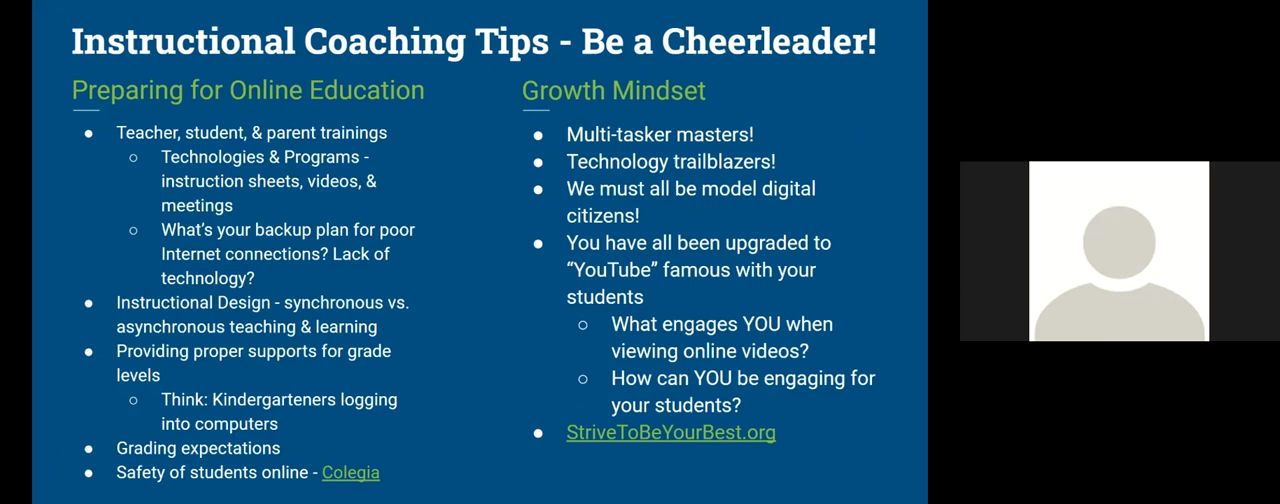 Instructional Coaching Tips - Be a Cheerleader!
Preparing for Online Education
● Teacher, student, & parent trainings
○ Technologies & Programs -
instruction sheets, videos, &
meetings
○ What's your backup plan for poor
Internet connections? Lack of
technology?
● Instructional Design - synchronous vs.
asynchronous teaching & learning
● Providing proper supports for grade
levels
○ Think: Kindergarteners logging
into computers
● Grading expectations
● Safety of students online - Colegia
Growth Mindset
● Multi-tasker masters!
● Technology trailblazers!
● We must all be model digital
citizens!
● You have all been upgraded to
“YouTube” famous with your
students
○ What engages YOU when
viewing online videos?
○ How can YOU be engaging for
your students?
● StriveToBeYourBest.org